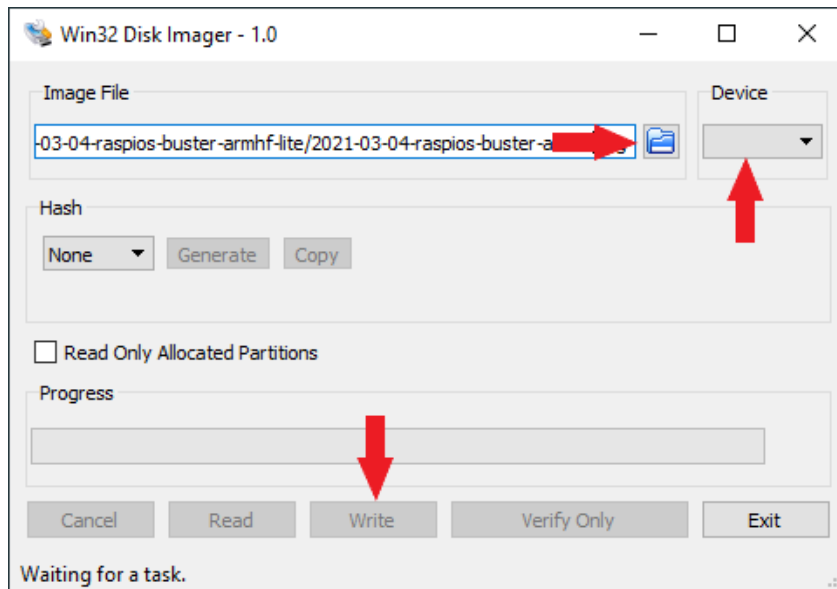 Win32 Disk Imager - 1.0
Image File
Device
-03-04-raspios-buster-armhf-lite/2021-03-04-raspios-buster-a
Hash
None
Generate
Copy
Read Only Allocated Partitions
Progress
Cancel
Read
Write
Verify Only
Exit
Waiting for a task.